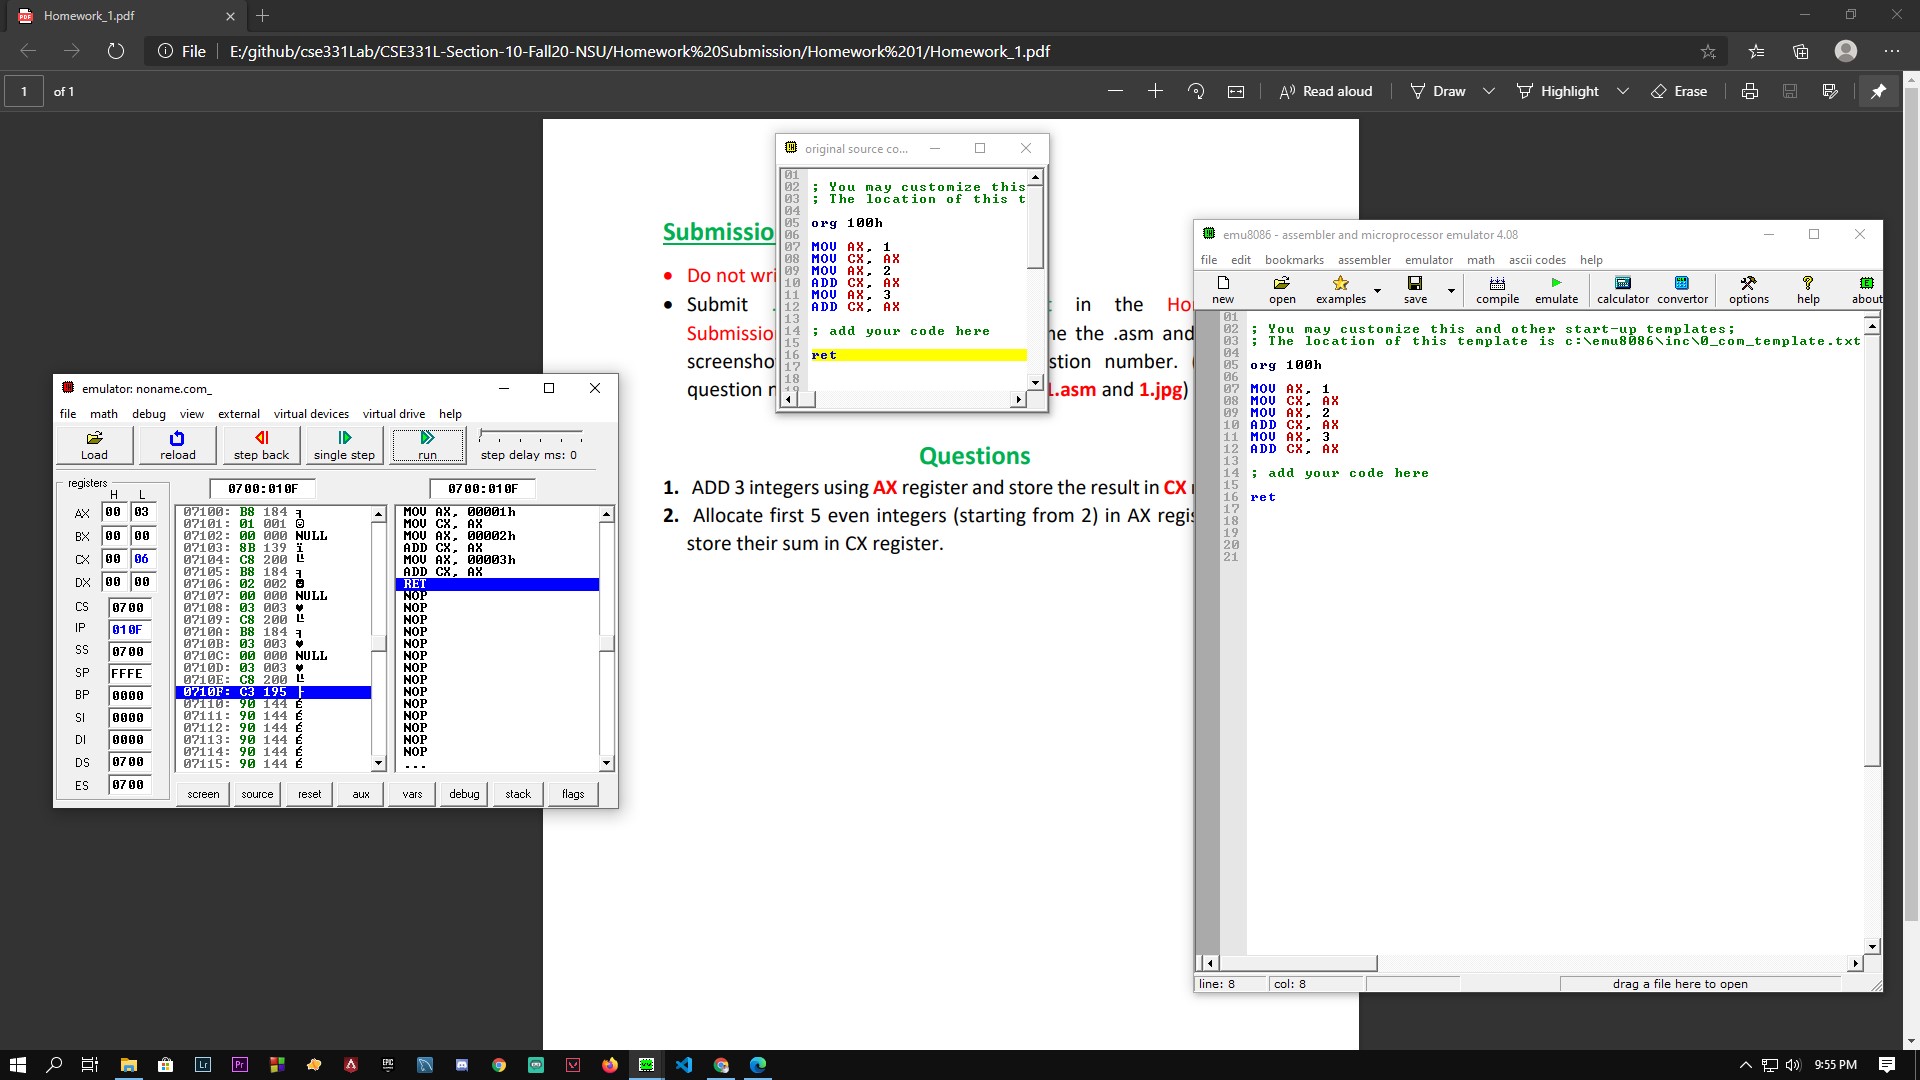 Homework_1.pdf
File
E:/github/cse331Lab/CSE331L-Section-10-Fall20-NSU/Homework%20Submission/Homework%201/Homework_1.pdf
1 of 1
Read aloud
Draw
Highlight
Erase
original source co...
01
02 ; You may customize this
03 ; The location of this t
04
05 org 100h
06
07 MOV AX, 1
08 MOV CX, AX
09 MOV AX, 2
10 ADD CX, AX
11 MOV AX, 3
12 ADD CX, AX
13
14 ; add your code here
15
16 ret
17
18
Submissio
Do not wri
Submit in the Ho
Submission e the .asm and
screensho stion number. (
question n 1.asm and 1.jpg)
Questions
1. ADD 3 integers using AX register and store the result in CX
2. Allocate first 5 even integers (starting from 2) in AX regis
store their sum in CX register.
emulator: noname.com_
file math debug view external virtual devices virtual drive help
Load reload step back single step run step delay ms: 0
registers
H L
0700:010F 0700:010F
AX 00 03
BX 00 00
CX 00 06
DX 00 00
CS 0700
IP 010F
SS 0700
SP FFFE
BP 0000
SI 0000
DI 0000
DS 0700
ES 0700
07100: B8 184 ╕
07101: 01 001 ☺
07102: 00 000 NULL
07103: 8B 139 ï
07104: C8 200 ╚
07105: B8 184 ╕
07106: 02 002 ☻
07107: 00 000 NULL
07108: 03 003 ♥
07109: C8 200 ╚
0710A: B8 184 ╕
0710B: 03 003 ♥
0710C: 00 000 NULL
0710D: 03 003 ♥
0710E: C8 200 ╚
0710F: C3 195 ├
07110: 90 144 É
07111: 90 144 É
07112: 90 144 É
07113: 90 144 É
07114: 90 144 É
07115: 90 144 É
MOV AX, 00001h
MOV CX, AX
MOV AX, 00002h
ADD CX, AX
MOV AX, 00003h
ADD CX, AX
RET
NOP
NOP
NOP
NOP
NOP
NOP
NOP
NOP
NOP
NOP
NOP
NOP
NOP
NOP
...
screen source reset aux vars debug stack flags
emu8086 - assembler and microprocessor emulator 4.08
file edit bookmarks assembler emulator math ascii codes help
new open examples save compile emulate calculator convertor options help about
01
02 ; You may customize this and other start-up templates;
03 ; The location of this template is c:\emu8086\inc\0_com_template.txt
04
05 org 100h
06
07 MOV AX, 1
08 MOV CX, AX
09 MOV AX, 2
10 ADD CX, AX
11 MOV AX, 3
12 ADD CX, AX
13
14 ; add your code here
15
16 ret
17
18
19
20
21
line: 8 col: 8 drag a file here to open
Lr Pr EPIC
9:55 PM